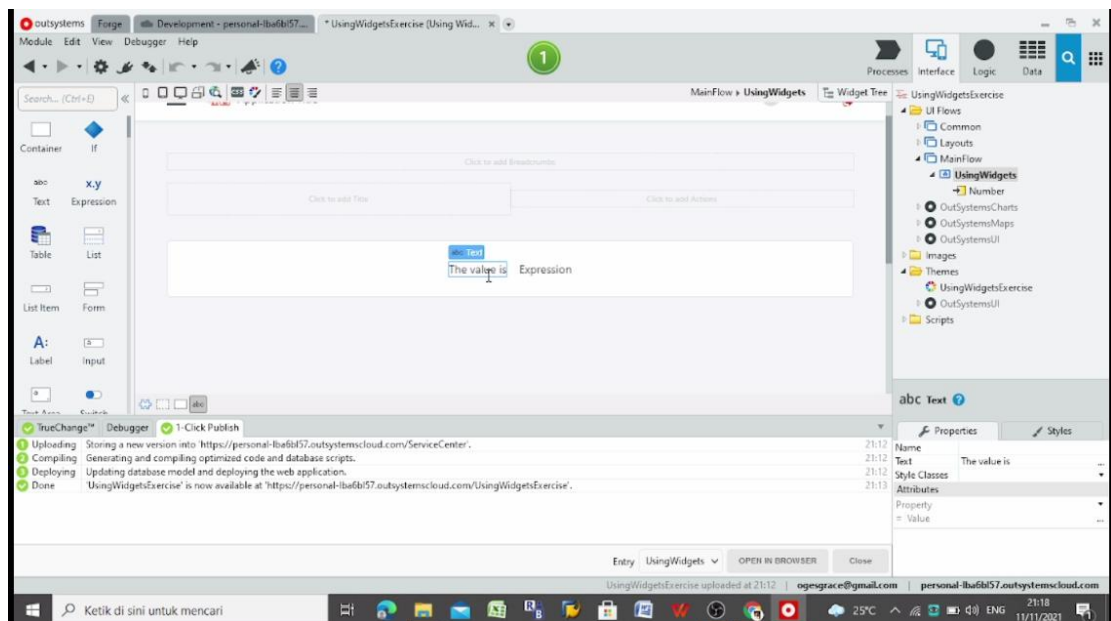 outsystems Forge Development - personal-lba6bl57.... * UsingWidgetsExercise (Using Wid...
Module Edit View Debugger Help
1
Processes Interface Logic Data
Search... (Ctrl+E)
MainFlow UsingWidgets Widget Tree
Container If
abc x.y
Text Expression
Table List
List Item Form
A:
Label Input
Click to add Breadcrumbs
Click to add Title Click to add Actions
abc Text
The value is Expression
abc
UsingWidgetsExercise
UI Flows
Common
Layouts
MainFlow
UsingWidgets
Number
OutSystemsCharts
OutSystemsMaps
OutSystemsUI
Images
Themes
UsingWidgetsExercise
OutSystemsUI
Scripts
abc Text
Properties Styles
Name
Text The value is ...
Style Classes
Attributes
Property
= Value ...
TrueChange™ Debugger 1-Click Publish
1 Uploading Storing a new version into 'https://personal-lba6bl57.outsystemscloud.com/ServiceCenter'. 21:12
2 Compiling Generating and compiling optimized code and database scripts. 21:12
3 Deploying Updating database model and deploying the web application. 21:12
Done 'UsingWidgetsExercise' is now available at 'https://personal-lba6bl57.outsystemscloud.com/UsingWidgetsExercise'. 21:13
Entry UsingWidgets OPEN IN BROWSER Close
UsingWidgetsExercise uploaded at 21:12 | ogesgrace@gmail.com | personal-lba6bl57.outsystemscloud.com
Ketik di sini untuk mencari 25°C ENG 21:18
11/11/2021